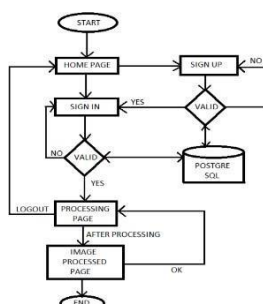 START
HOME PAGE
SIGN UP
NO
SIGN IN
YES
VALID
NO
VALID
POSTGRE
SQL
YES
LOGOUT
PROCESSING
PAGE
AFTER PROCESSING
IMAGE
PROCESSED
PAGE
OK
END